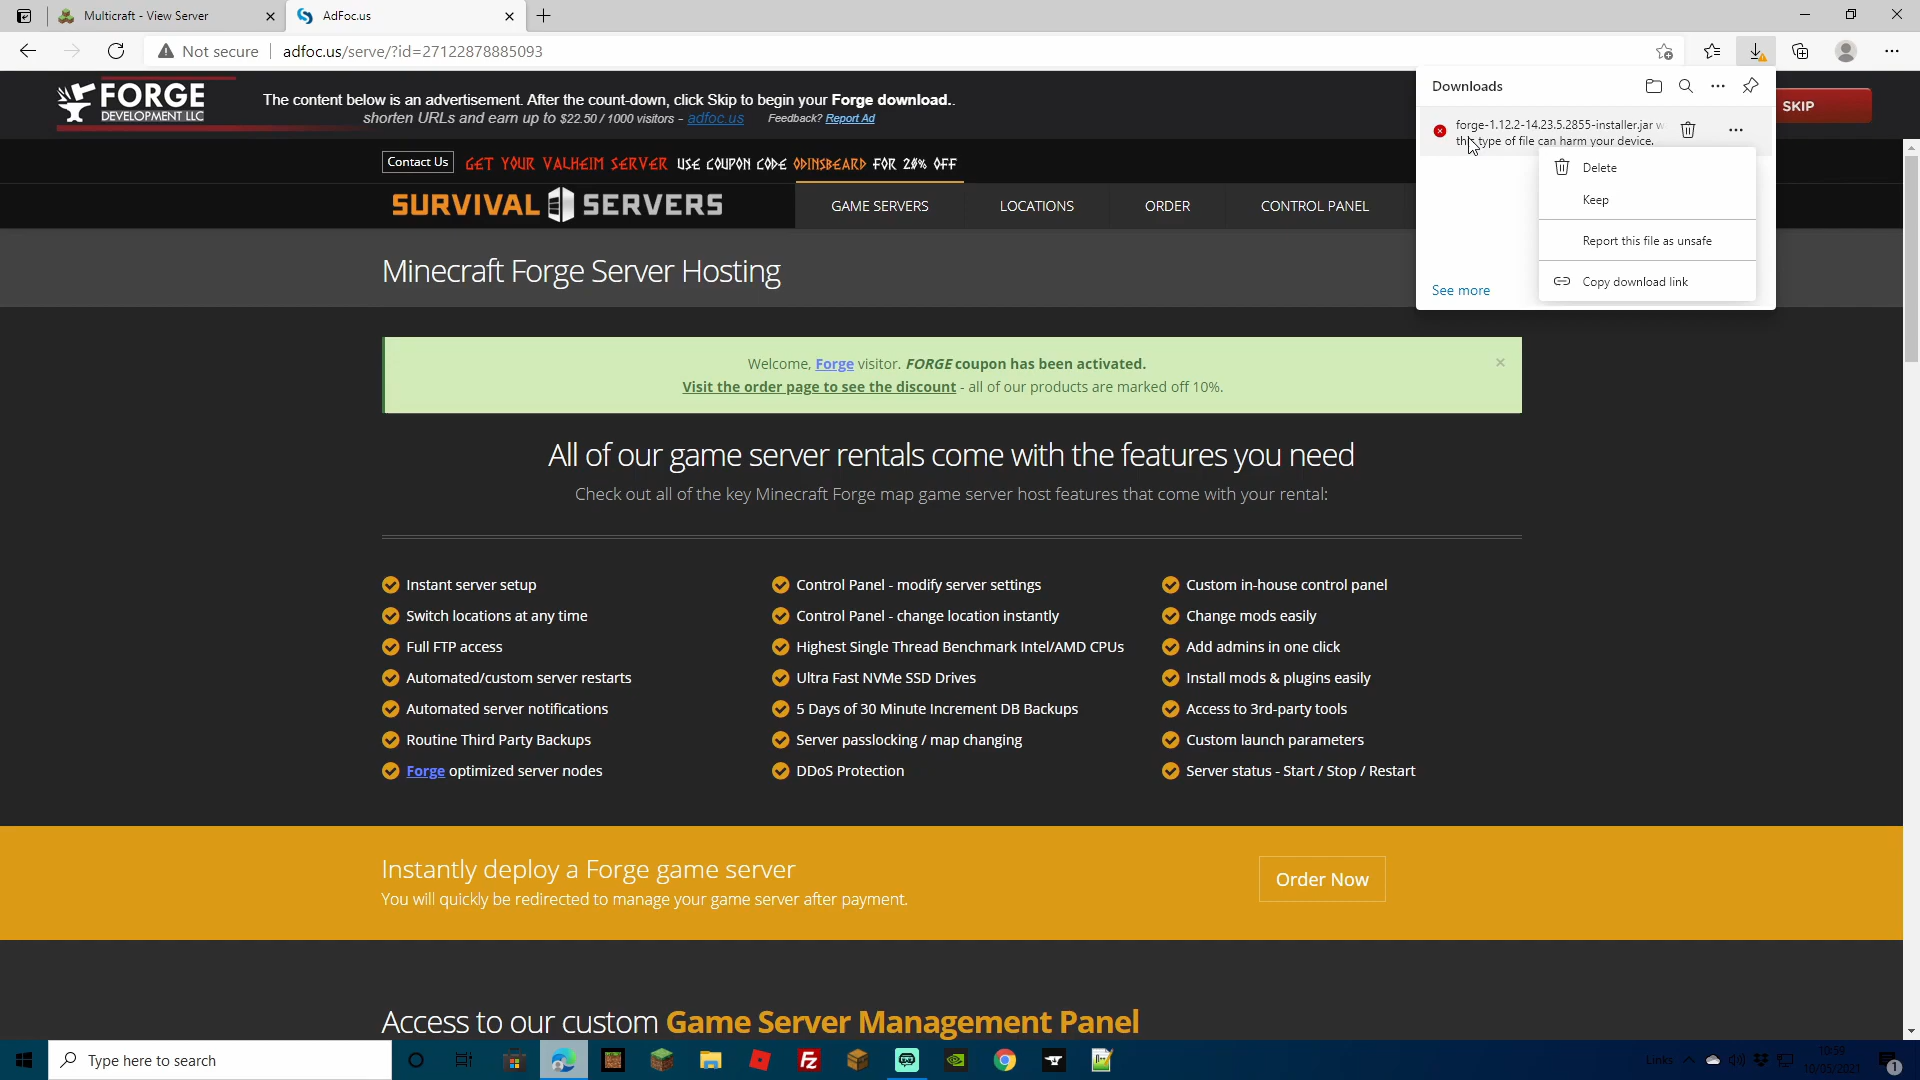 Multicraft - View Server
AdFoc.us
Not secure
adfoc.us/serve/?id=27122878885093
FORGE
DEVELOPMENT LLC
The content below is an advertisement. After the count-down, click Skip to begin your Forge download..
shorten URLs and earn up to $22.50 / 1000 visitors - adfoc.us Feedback? Report Ad
SKIP
Downloads
forge-1.12.2-14.23.5.2855-installer.jar w
this type of file can harm your device.
Delete
Keep
Report this file as unsafe
Copy download link
See more
Contact Us
GET YOUR VALHEIM SERVER USE COUPON CODE ODINSBEARD FOR 20% OFF
SURVIVAL SERVERS
GAME SERVERS
LOCATIONS
ORDER
CONTROL PANEL
Minecraft Forge Server Hosting
Welcome, Forge visitor. FORGE coupon has been activated.
Visit the order page to see the discount - all of our products are marked off 10%.
All of our game server rentals come with the features you need
Check out all of the key Minecraft Forge map game server host features that come with your rental:
Instant server setup
Switch locations at any time
Full FTP access
Automated/custom server restarts
Automated server notifications
Routine Third Party Backups
Forge optimized server nodes
Control Panel - modify server settings
Control Panel - change location instantly
Highest Single Thread Benchmark Intel/AMD CPUs
Ultra Fast NVMe SSD Drives
5 Days of 30 Minute Increment DB Backups
Server passlocking / map changing
DDoS Protection
Custom in-house control panel
Change mods easily
Add admins in one click
Install mods & plugins easily
Access to 3rd-party tools
Custom launch parameters
Server status - Start / Stop / Restart
Instantly deploy a Forge game server
You will quickly be redirected to manage your game server after payment.
Order Now
Access to our custom Game Server Management Panel
Type here to search
Links
10:59
10/05/2021
1